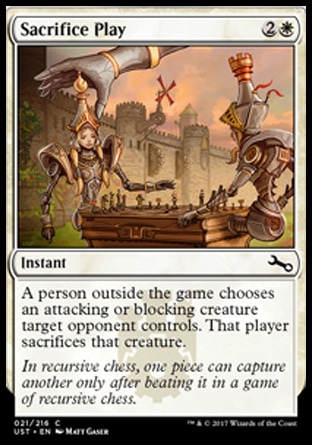 Sacrifice Play 2
Instant
A person outside the game chooses
an attacking or blocking creature
target opponent controls. That player
sacrifices that creature.
In recursive chess, one piece can capture
another only after beating it in a game
of recursive chess.
021/216 C
UST • EN Matt Gaser
™ & © 2017 Wizards of the Coast